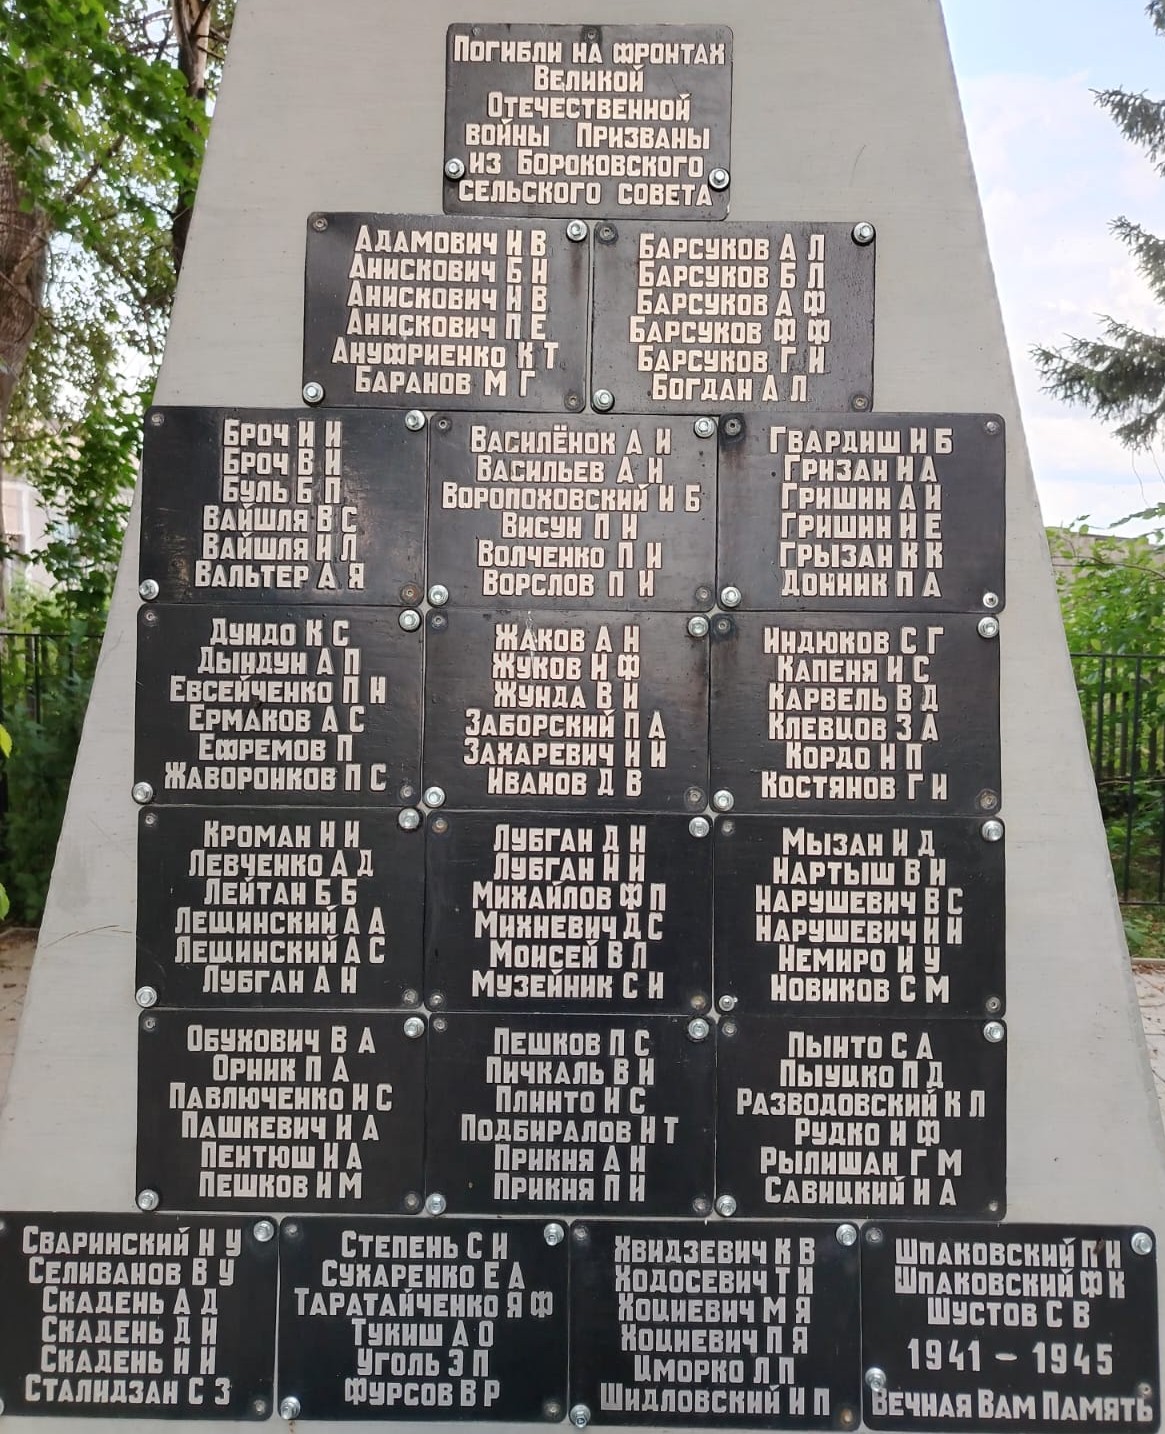 Погибли на фронтах
Великой
Отечественной
войны Призваны
из Бороковского
сельского совета
Адамович И В
Анискович Б Н
Анискович И В
Анискович П Е
Ануфриенко К Т
Баранов М Г
Барсуков А Л
Барсуков Б Л
Барсуков А Ф
Барсуков Ф Ф
Барсуков Г И
Богдан А Л
Броч И И
Броч В И
Буль Б П
Вайшля В С
Вайшля И Л
Вальтер А Я
Василёнок А И
Васильев А И
Воропоховский И Б
Висун П И
Волченко П И
Ворслов П И
Гвардиш И Б
Гризан И А
Гришин А И
Гришин И Е
Грызан К К
Донник П А
Дундо К С
Дындун А П
Евсейченко П Н
Ермаков А С
Ефремов П
Жаворонков П С
Жаков А Н
Жуков И Ф
Жунда В И
Заборский П А
Захаревич И И
Иванов Д В
Индюков С Г
Капеня И С
Карвель В Д
Клевцов З А
Кордо И П
Костянов Г И
Кроман Н И
Левченко А Д
Лейтан Б Б
Лещинский А А
Лещинский А С
Лубган А Н
Лубган Д Н
Лубган Н И
Михайлов Ф П
Михневич Д С
Моисей В Л
Музейник С И
Мызан И Д
Нартыш В Н
Нарушевич В С
Нарушевич И И
Немиро И У
Новиков С М
Обухович В А
Орник П А
Павлюченко И С
Пашкевич И А
Пентюш И А
Пешков И М
Пешков П С
Пичкаль В И
Плинто И С
Подбиралов И Т
Прикня А И
Прикня П И
Пынто С А
Пыуцко П Д
Разводовский К Л
Рудко И Ф
Рылишан Г М
Савицкий И А
Сваринский Н У
Селиванов В У
Скадень А Д
Скадень Д И
Скадень И И
Сталидзан С З
Степень С И
Сухаренко Е А
Таратайченко Я Ф
Тукиш А О
Уголь Э П
Фурсов В Р
Хвидзевич К В
Ходосевич Т И
Хоциевич М Я
Хоциевич П Я
Цморко Л П
Шидловский И П
Шпаковский П И
Шпаковский Ф К
Шустов С В
1941 – 1945
Вечная Вам Память